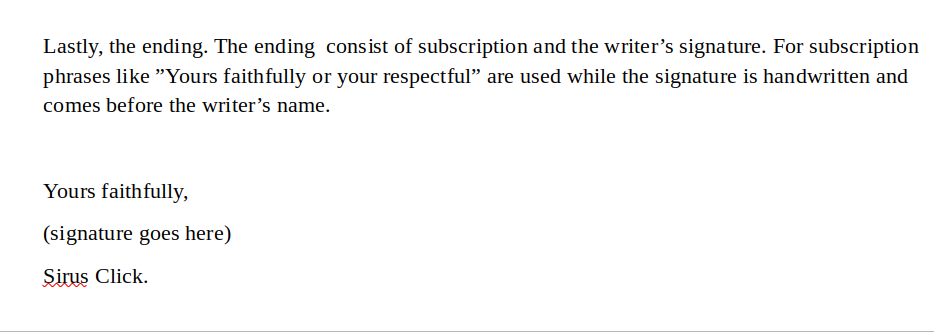 Lastly, the ending. The ending  consist of subscription and the writer’s signature. For subscription
phrases like ”Yours faithfully or your respectful” are used while the signature is handwritten and
comes before the writer’s name.
Yours faithfully,
(signature goes here)
Sirus Click.